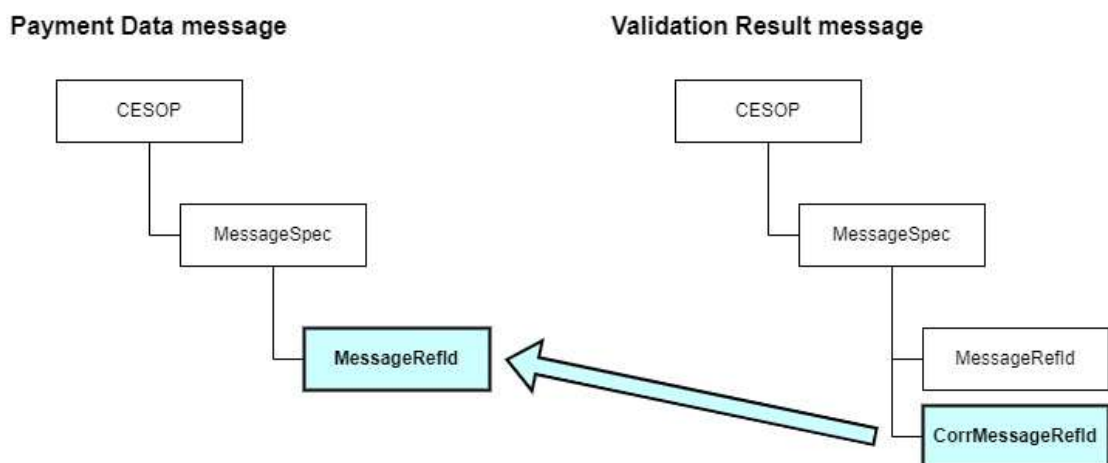 Payment Data message
Validation Result message
CESOP
CESOP
MessageSpec
MessageSpec
MessageRefId
MessageRefId
CorrMessageRefId